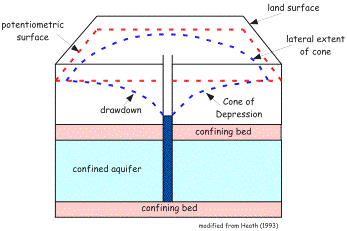 land surface
potentiometric
surface
lateral extent
of cone
drawdown
Cone of
Depression
confining bed
confined aquifer
confining bed
modified from Heath (1993)